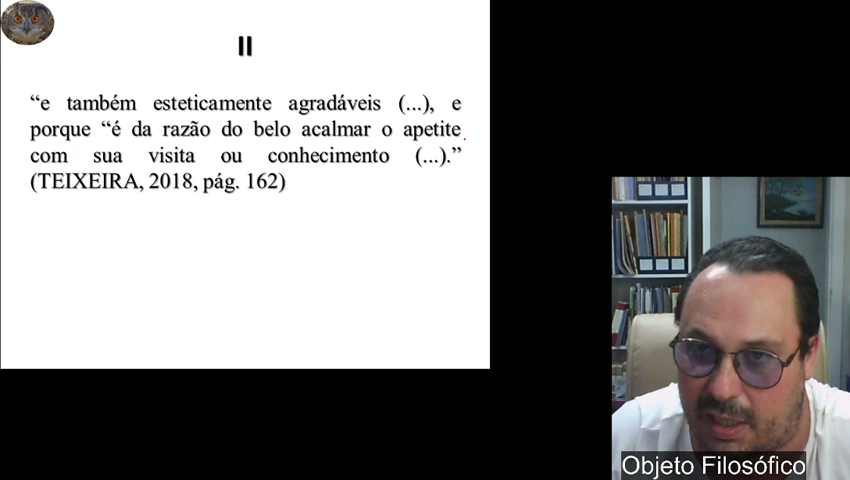 II
“e também esteticamente agradáveis (...), e
porque “é da razão do belo acalmar o apetite
com sua visita ou conhecimento (...).”
(TEIXEIRA, 2018, pág. 162)
Objeto Filosófico